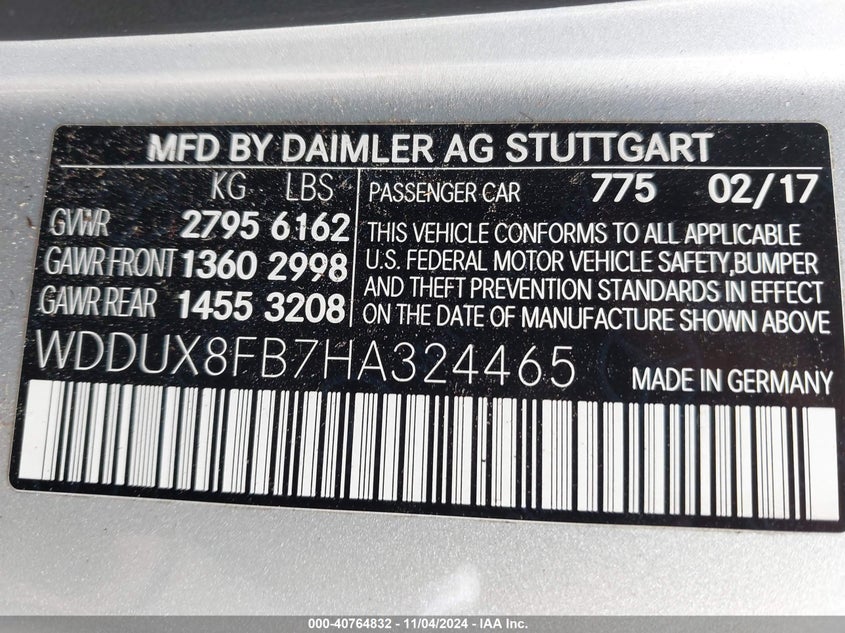 MFD BY DAIMLER AG STUTTGART
KG LBS
GVWR 2795 6162
GAWR FRONT 1360 2998
GAWR REAR 1455 3208
PASSENGER CAR 775 02/17
THIS VEHICLE CONFORMS TO ALL APPLICABLE
U.S. FEDERAL MOTOR VEHICLE SAFETY,BUMPER
AND THEFT PREVENTION STANDARDS IN EFFECT
ON THE DATE OF MANUFACTURE SHOWN ABOVE
WDDUX8FB7HA324465
MADE IN GERMANY
000-40764832 - 11/04/2024 - IAA Inc.